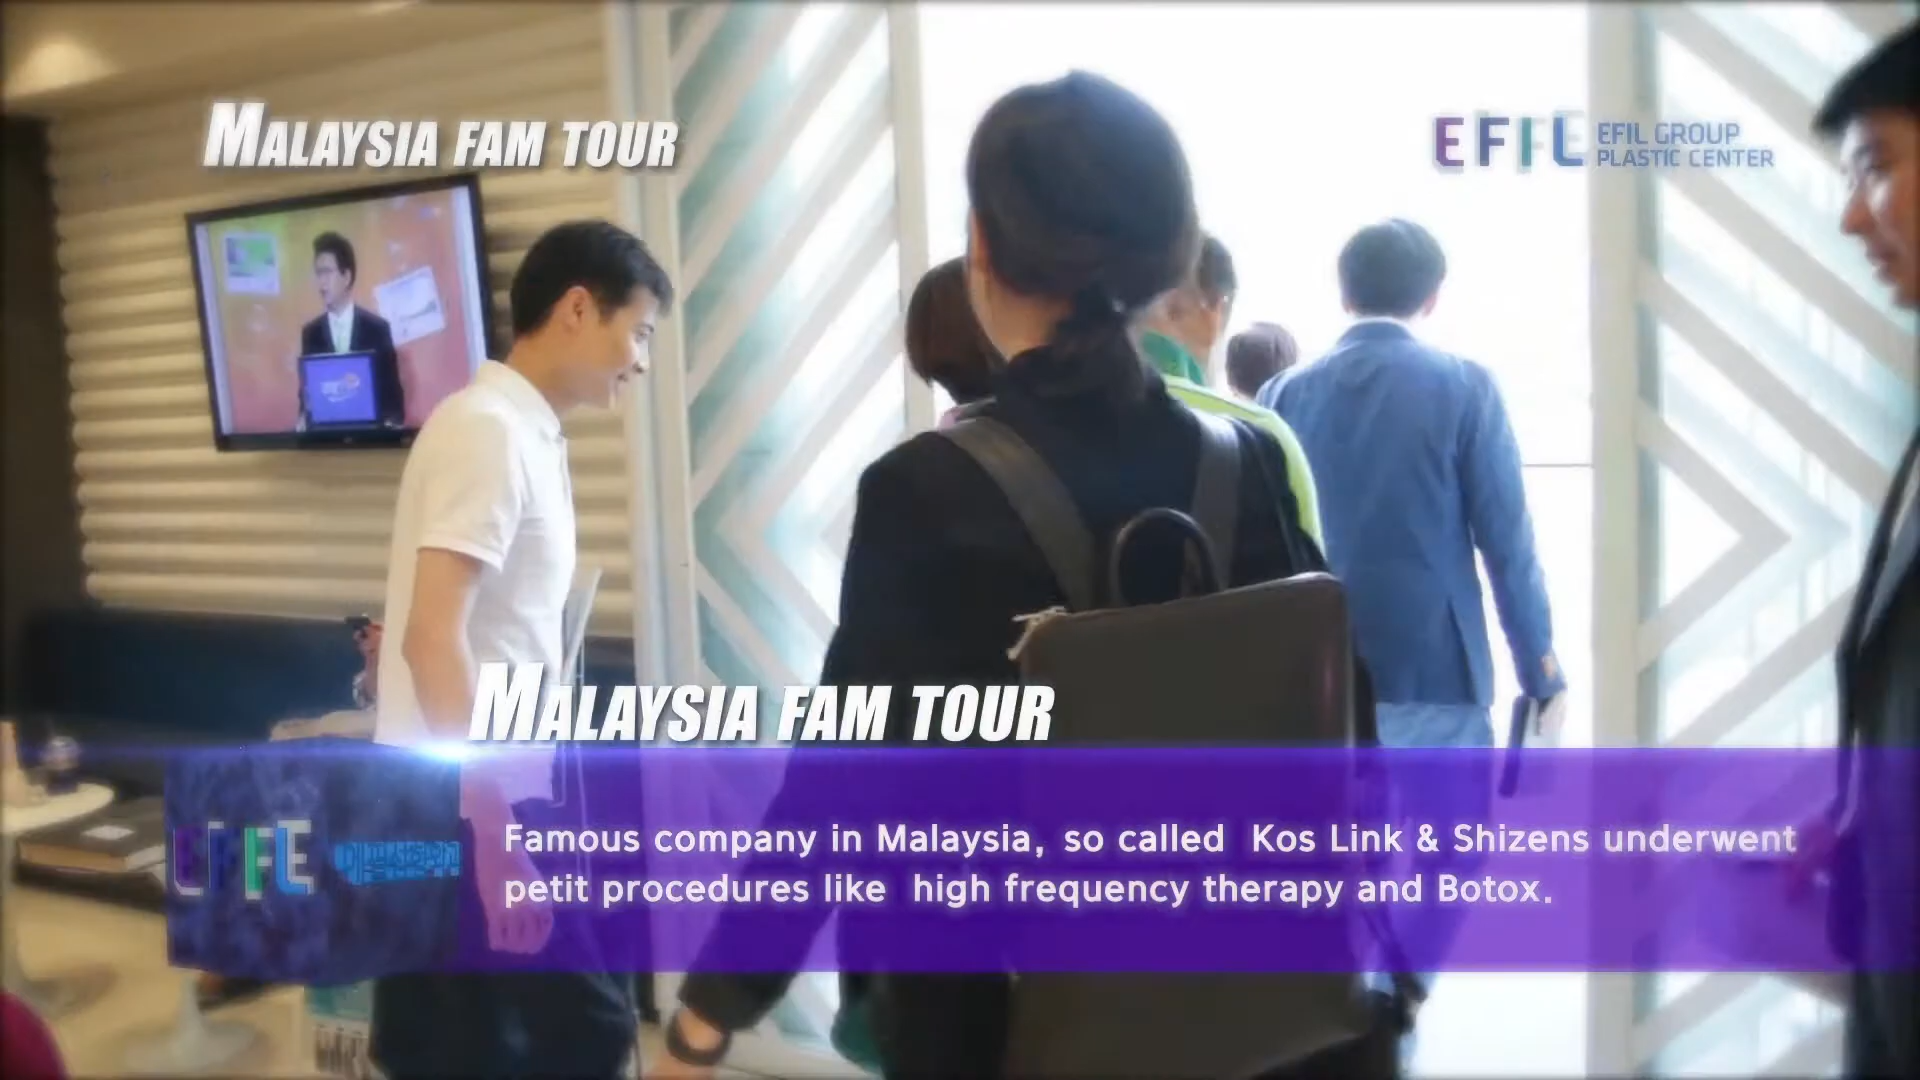 MALAYSIA FAM TOUR
EFIL EFIL GROUP
PLASTIC CENTER
MALAYSIA FAM TOUR
Famous company in Malaysia, so called Kos Link & Shizens underwent
petit procedures like high frequency therapy and Botox.